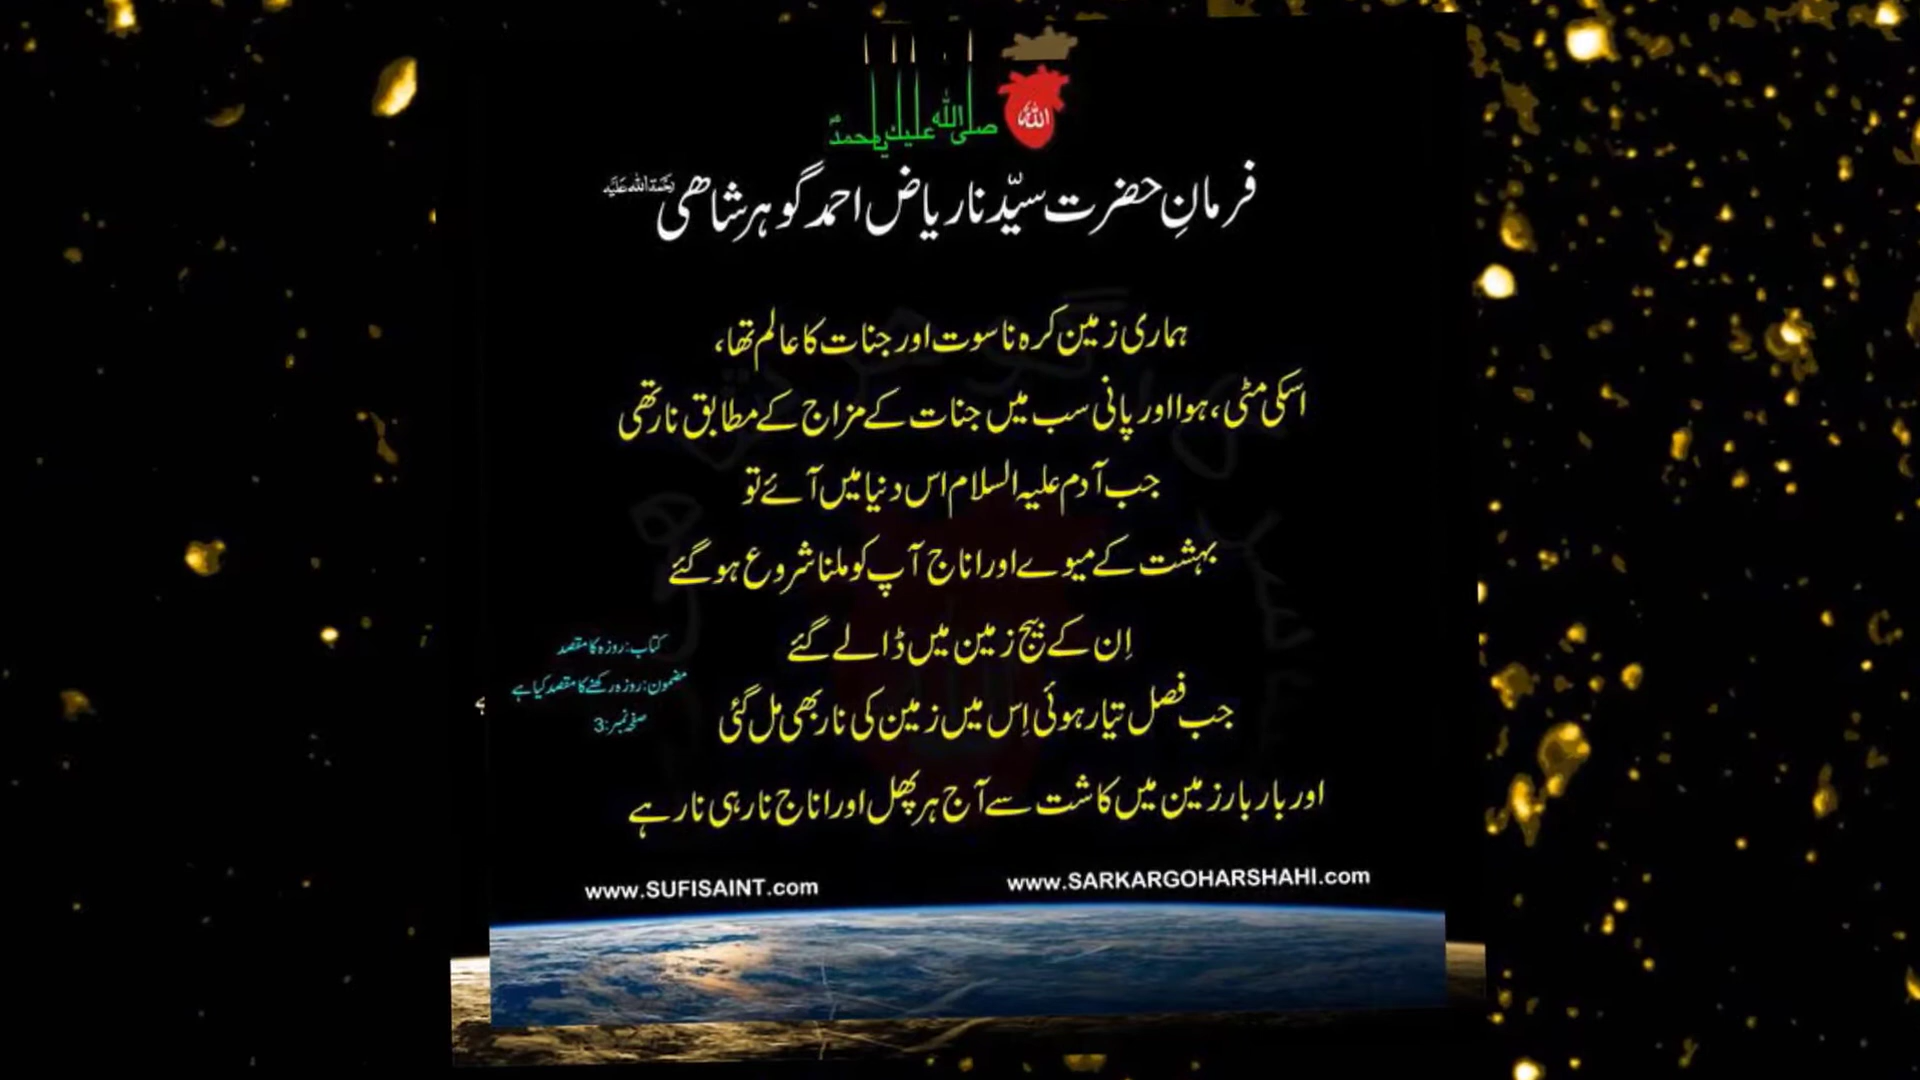 صلی اللہ علیک یا محمدؐ
اللہ
فرمانِ حضرت سیّدنا ریاض احمد گوھر شاھی رحمۃ اللہ علیہ
ہماری زمین کرہ ناسوت اور جنات کا عالم تھا،
اسکی مٹی، ہوا اور پانی سب میں جنات کے مزاج کے مطابق نار تھی
جب آدم علیہ السلام اس دنیا میں آئے تو
بہشت کے میوے اور اناج آپ کو ملنا شروع ہو گئے
اِن کے بیج زمین میں ڈالے گئے
جب فصل تیار ہوئی اِس میں زمین کی نار بھی مل گئی
اور بار بار زمین میں کاشت سے آج ہر پھل اور اناج نار ہی نار ہے
کتاب: روزہ کا مقصد
مضمون: روزہ رکھنے کا مقصد کیا ہے
صفحہ نمبر: 3
www.SUFISAINT.com
www.SARKARGOHARSHAHI.com